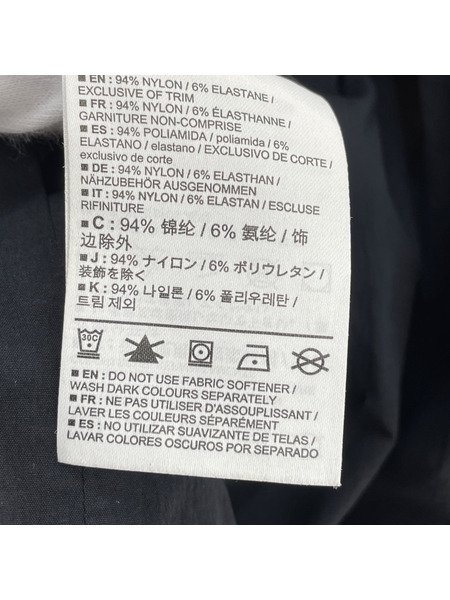 ■ EN: 94% NYLON / 6% ELASTANE /
EXCLUSIVE OF TRIM
■ FR: 94% NYLON / 6% ÉLASTHANNE /
GARNITURE NON-COMPRISE
■ ES: 94% POLIAMIDA / poliamida / 6%
ELASTANO / elastano / EXCLUSIVO DE CORTE /
exclusivo de corte
■ DE: 94% NYLON / 6% ELASTHAN /
NÄHZUBEHÖR AUSGENOMMEN
■ IT: 94% NYLON / 6% ELASTAN / ESCLUSE
RIFINITURE
■ C: 94% 锦纶 / 6% 氨纶 / 饰
边除外
■ J: 94% ナイロン / 6% ポリウレタン /
装飾を除く
■ K: 94% 나일론 / 6% 폴리우레탄 /
트림 제외
30C
■ EN: DO NOT USE FABRIC SOFTENER /
WASH DARK COLOURS SEPARATELY
■ FR: NE PAS UTILISER D'ASSOUPLISSANT /
LAVER LES COULEURS SÉPARÉMENT
■ ES: NO UTILIZAR SUAVIZANTE DE TELAS /
LAVAR COLORES OSCUROS POR SEPARADO